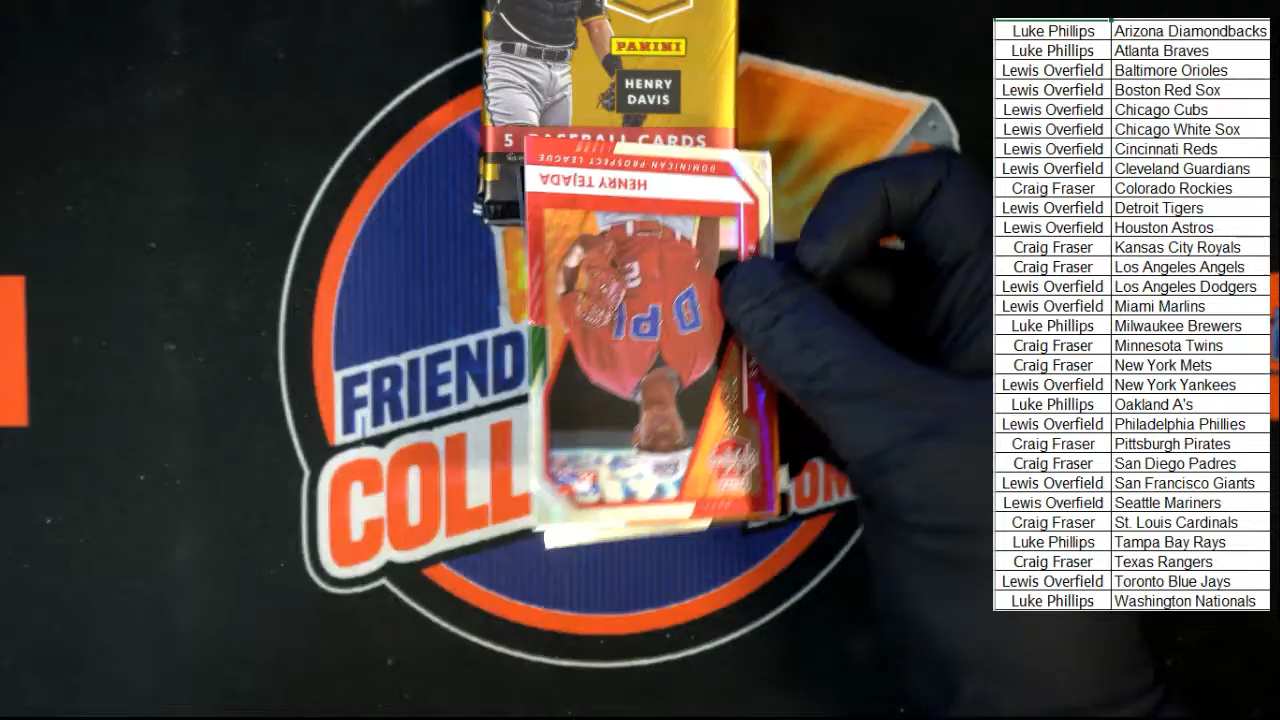 PANINI
HENRY
DAVIS
5 BASEBALL CARDS
DOMINICAN PROSPECT LEAGUE
HENRY TEJADA
DPL
FRIEND
COLL
Luke Phillips Arizona Diamondbacks
Luke Phillips Atlanta Braves
Lewis Overfield Baltimore Orioles
Lewis Overfield Boston Red Sox
Lewis Overfield Chicago Cubs
Lewis Overfield Chicago White Sox
Lewis Overfield Cincinnati Reds
Lewis Overfield Cleveland Guardians
Craig Fraser Colorado Rockies
Lewis Overfield Detroit Tigers
Lewis Overfield Houston Astros
Craig Fraser Kansas City Royals
Craig Fraser Los Angeles Angels
Lewis Overfield Los Angeles Dodgers
Lewis Overfield Miami Marlins
Luke Phillips Milwaukee Brewers
Craig Fraser Minnesota Twins
Craig Fraser New York Mets
Lewis Overfield New York Yankees
Luke Phillips Oakland A's
Lewis Overfield Philadelphia Phillies
Craig Fraser Pittsburgh Pirates
Craig Fraser San Diego Padres
Lewis Overfield San Francisco Giants
Lewis Overfield Seattle Mariners
Craig Fraser St. Louis Cardinals
Luke Phillips Tampa Bay Rays
Craig Fraser Texas Rangers
Lewis Overfield Toronto Blue Jays
Luke Phillips Washington Nationals